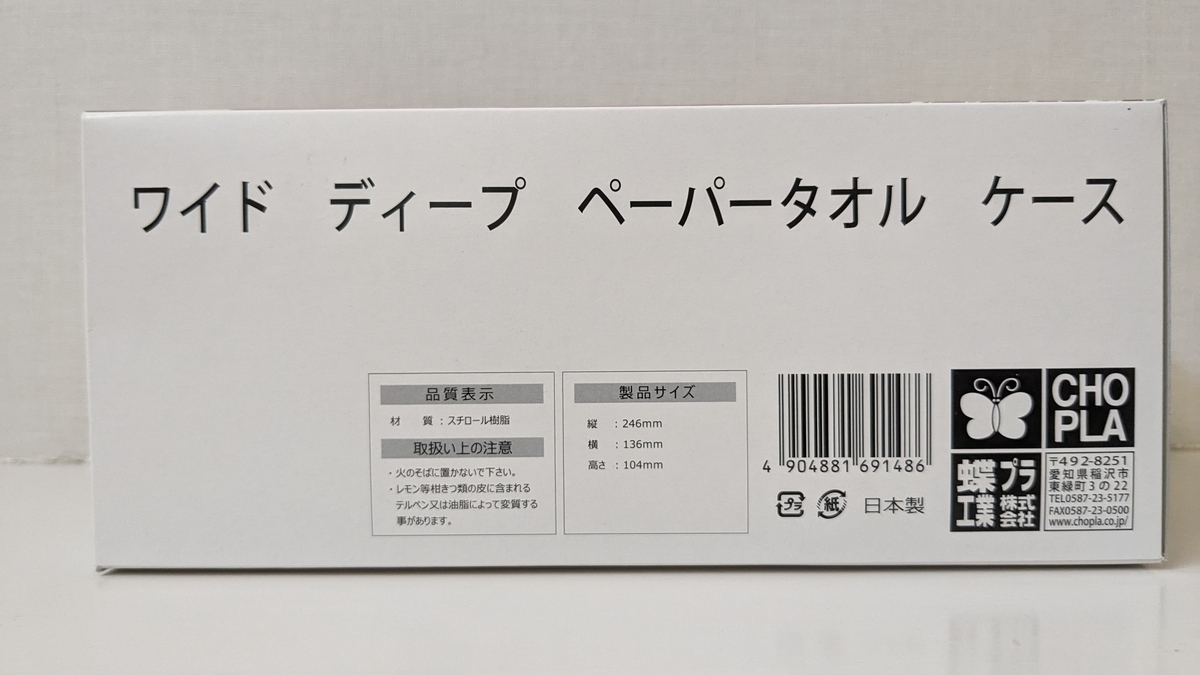 ワイド ディープ ペーパータオル ケース
品質表示
材 質 : スチロール樹脂
取扱い上の注意
・火のそばに置かないで下さい。
・レモン等柑きつ類の皮に含まれる
テルペン又は油脂によって変質する
事があります。
製品サイズ
縦 : 246mm
横 : 136mm
高さ : 104mm
4 904881 691486
プラ 紙 日本製
CHO
PLA
蝶プラ
工業株式会社
〒492-8251
愛知県稲沢市
東緑町3の22
TEL0587-23-5177
FAX0587-23-0500
www.chopla.co.jp/